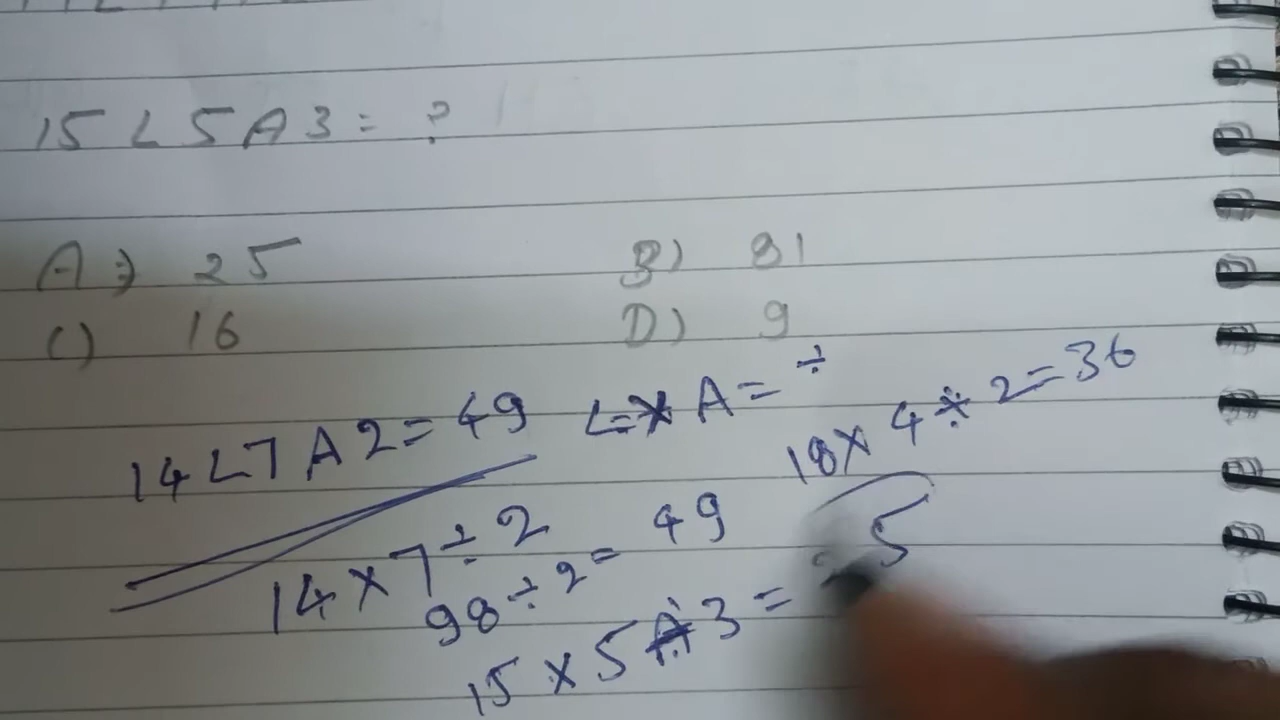 15 L 5 A 3 = ?
A) 25 B) 81
C) 16 D) 9
14 L 7 A 2 = 49 L = × A = ÷
18 × 4 ÷ 2 = 36
14 × 7 ÷ 2
98 ÷ 2 = 49
15 × 5 ÷ 3 = 25